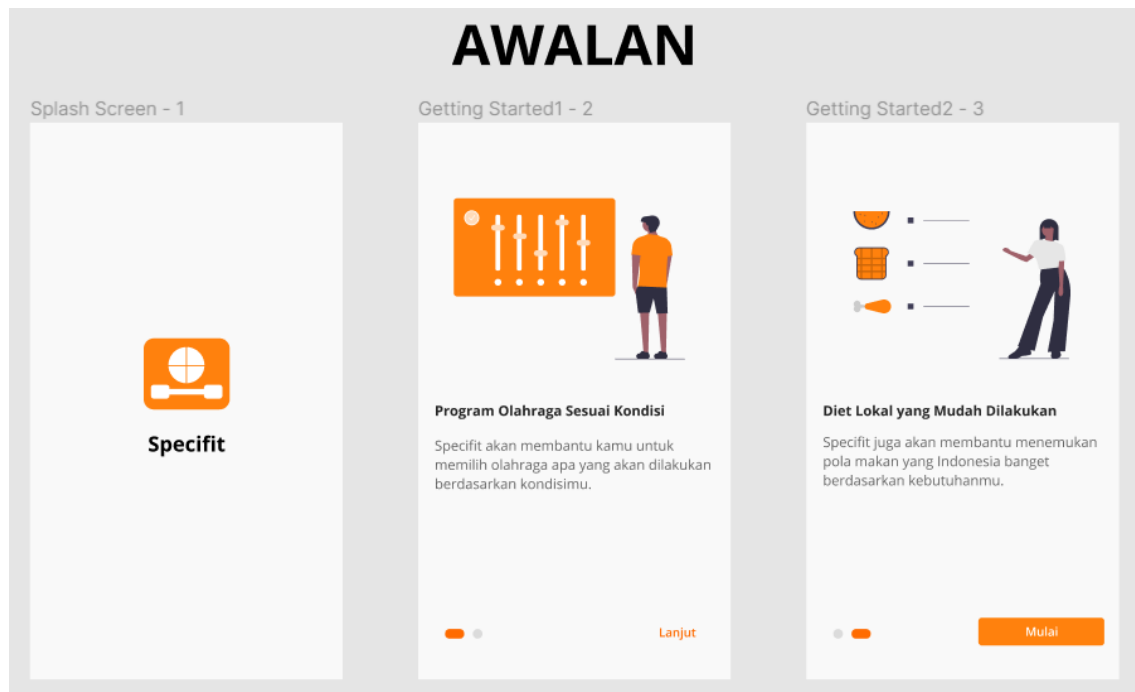 AWALAN
Splash Screen - 1
Getting Started1 - 2
Getting Started2 - 3
Specifit
Program Olahraga Sesuai Kondisi
Specifit akan membantu kamu untuk
memilih olahraga apa yang akan dilakukan
berdasarkan kondisimu.
Lanjut
Diet Lokal yang Mudah Dilakukan
Specifit juga akan membantu menemukan
pola makan yang Indonesia banget
berdasarkan kebutuhanmu.
Mulai